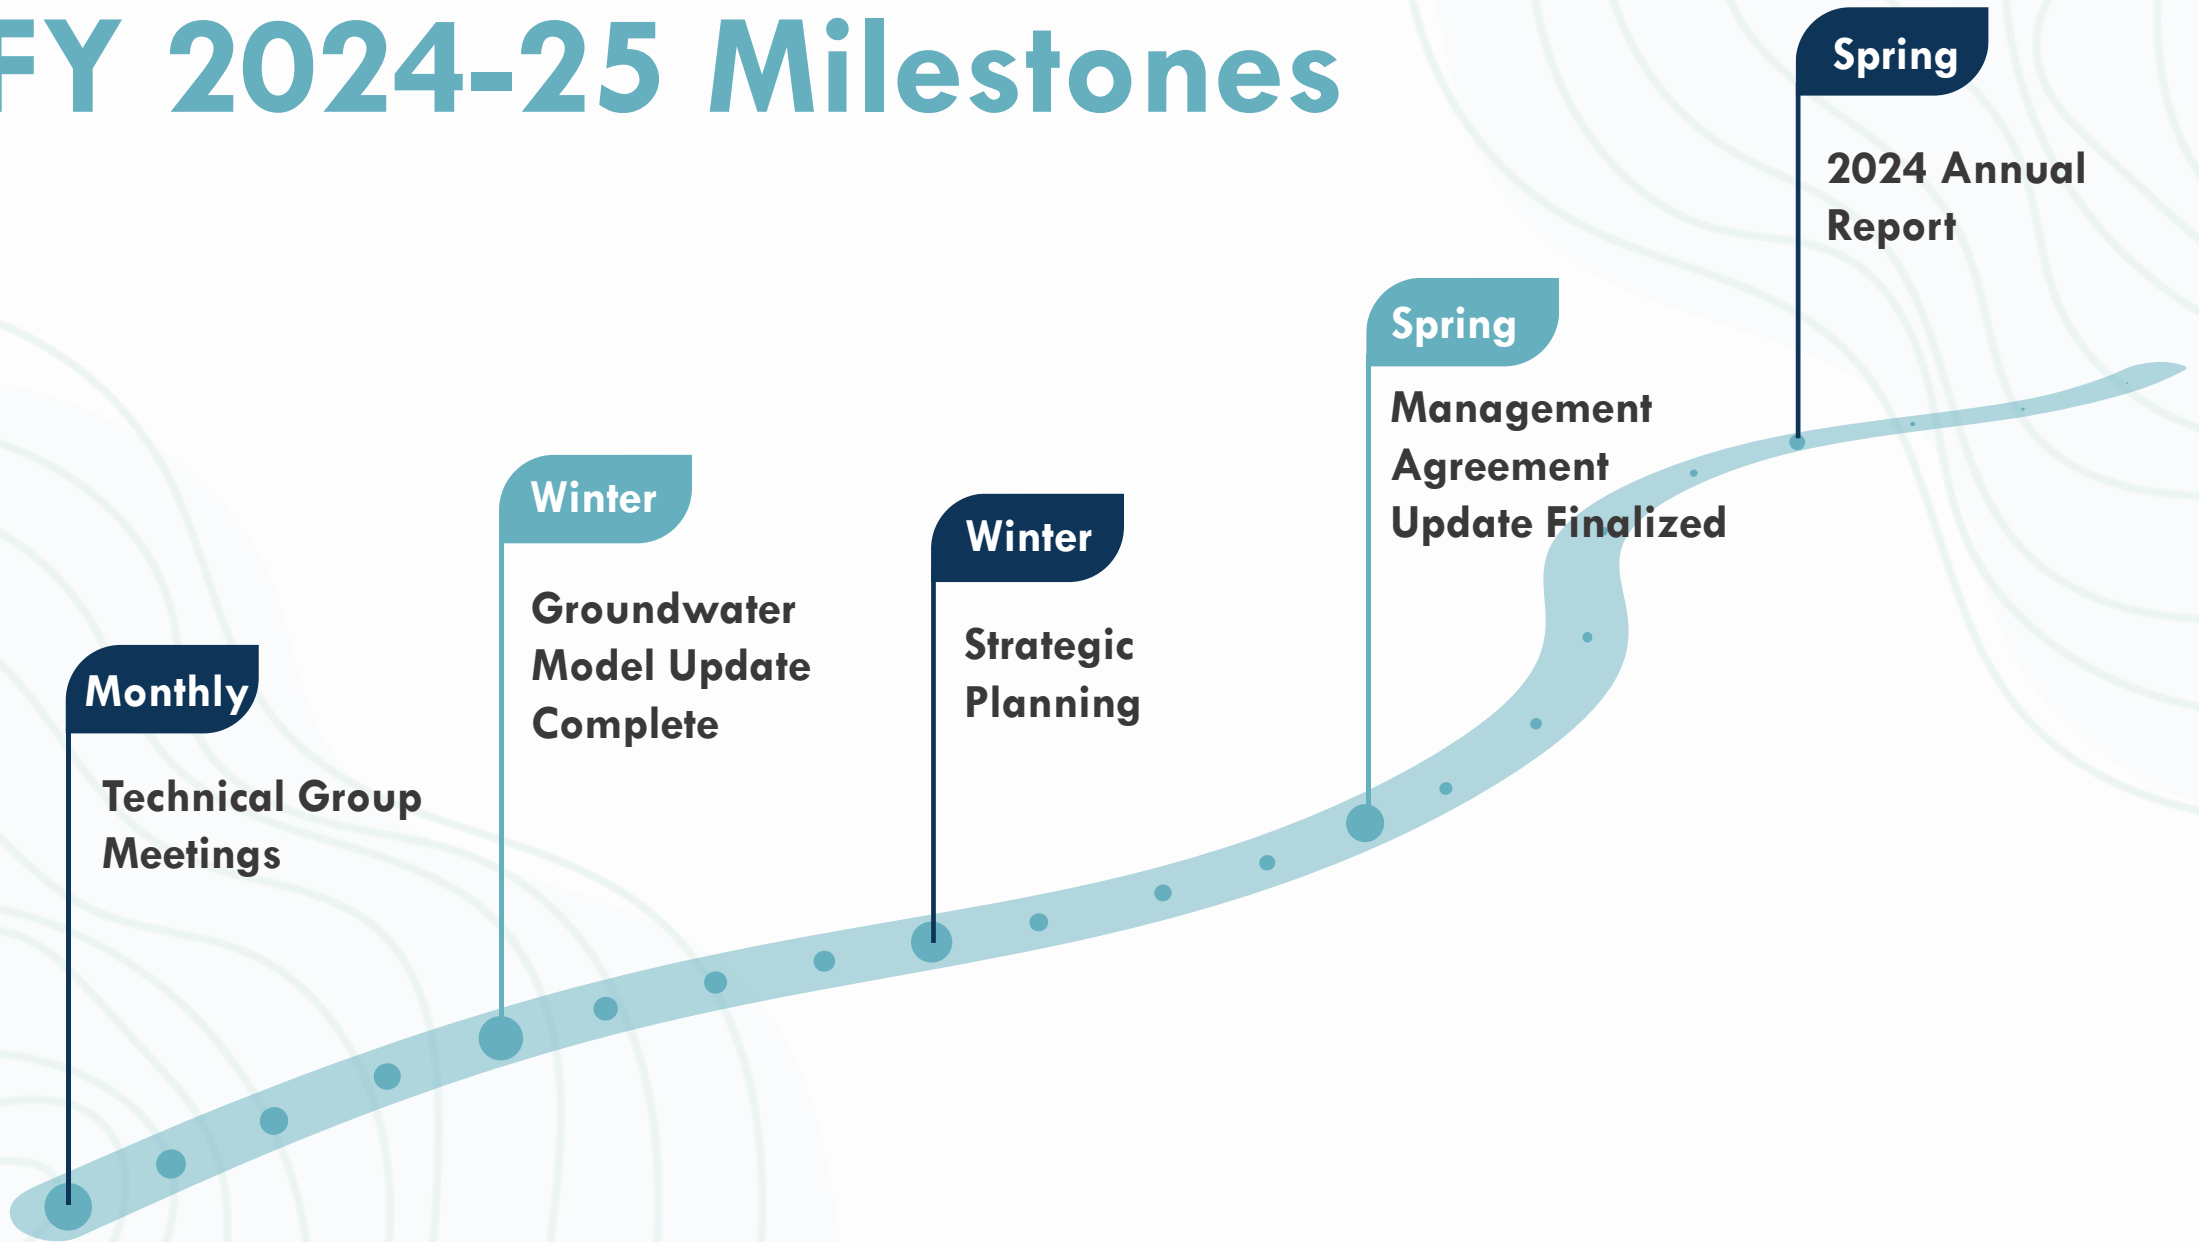 FY 2024-25 Milestones
Monthly
Technical Group
Meetings
Winter
Groundwater
Model Update
Complete
Winter
Strategic
Planning
Spring
Management
Agreement
Update Finalized
Spring
2024 Annual
Report